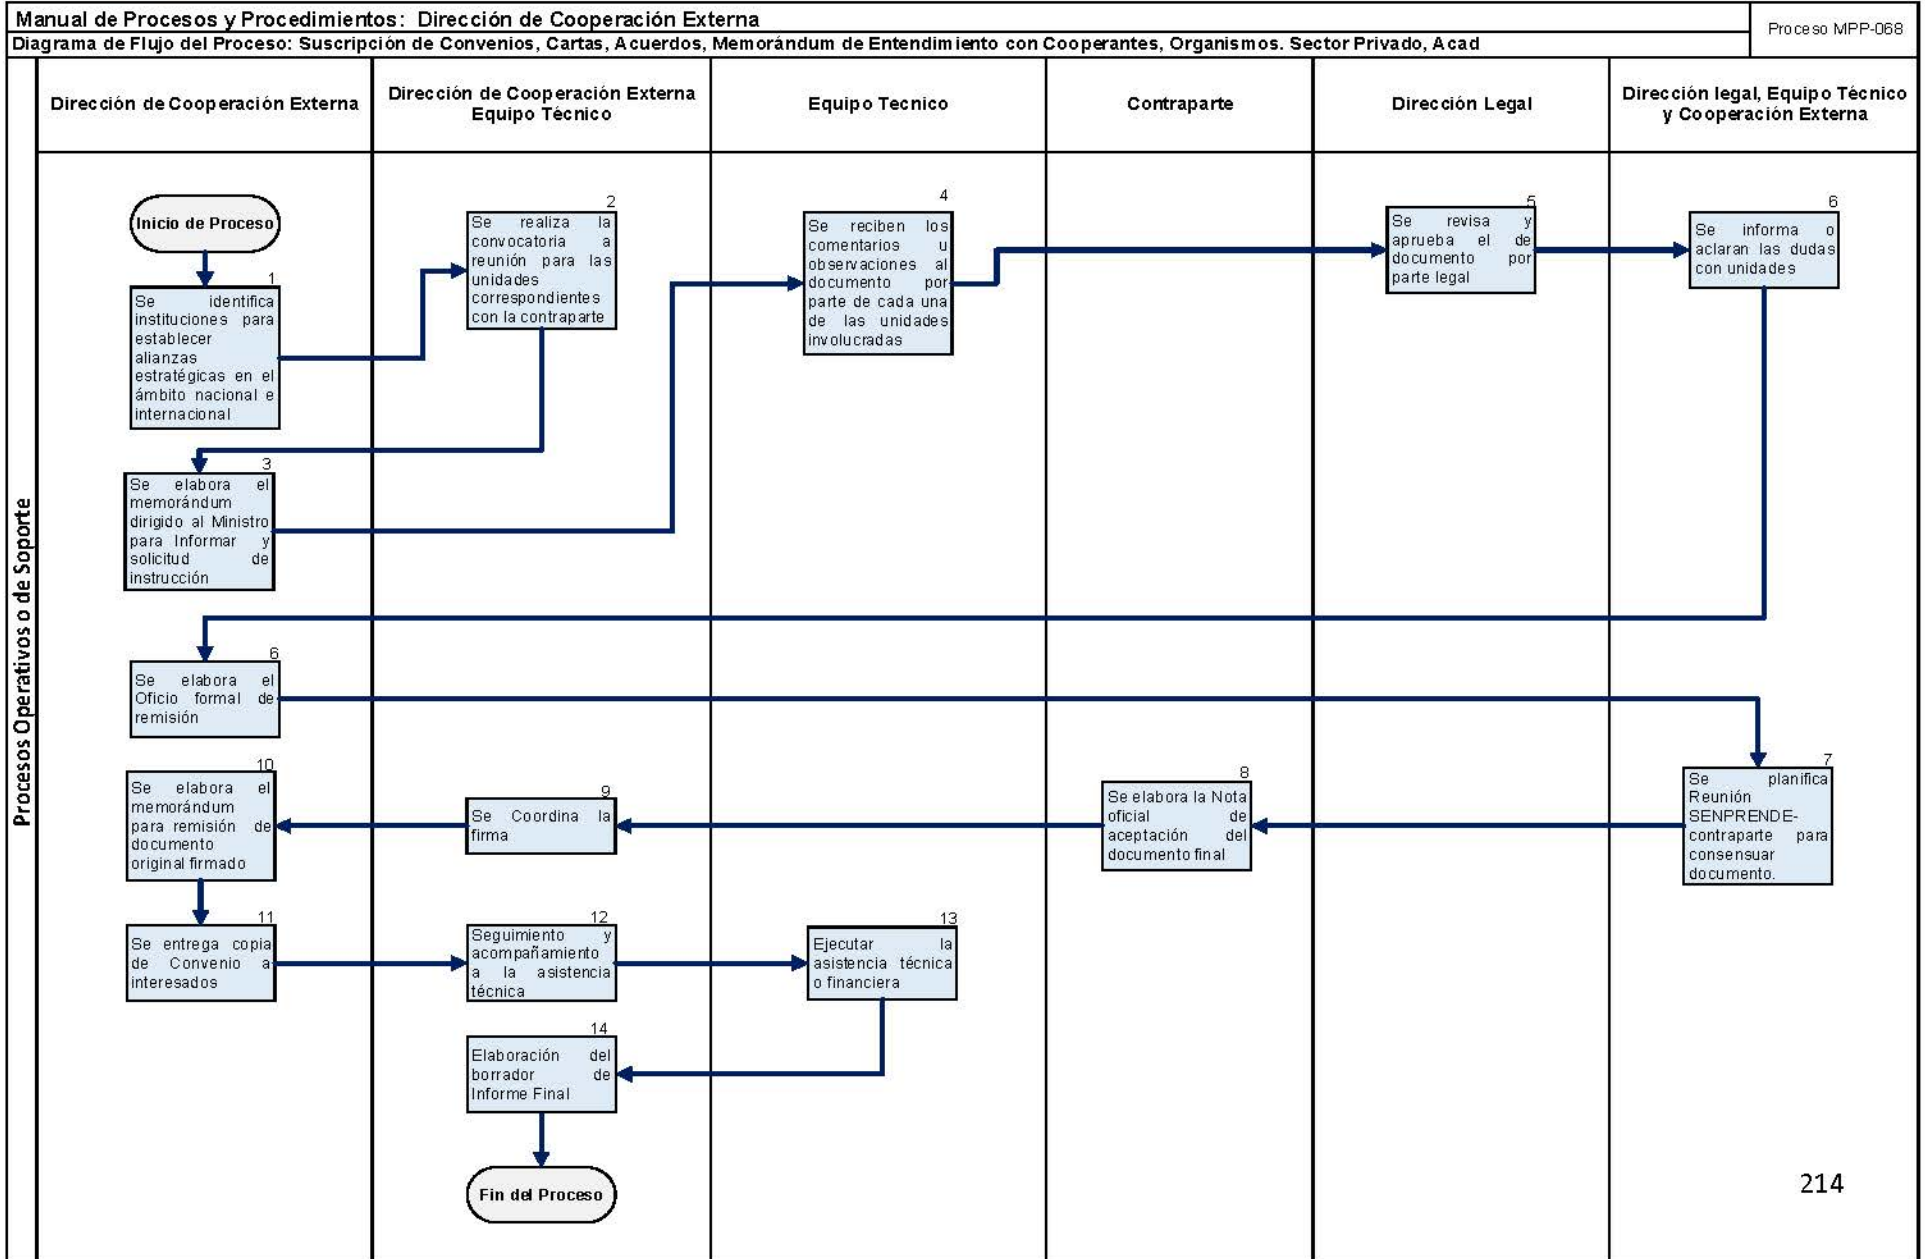 Manual de Procesos y Procedimientos: Dirección de Cooperación Externa
Proceso MPP-068
Diagrama de Flujo del Proceso: Suscripción de Convenios, Cartas, Acuerdos, Memorándum de Entendimiento con Cooperantes, Organismos. Sector Privado, Acad
Procesos Operativos o de Soporte
Dirección de Cooperación Externa
Dirección de Cooperación Externa
Equipo Técnico
Equipo Tecnico
Contraparte
Dirección Legal
Dirección legal, Equipo Técnico
y Cooperación Externa
Inicio de Proceso
1
Se identifica
instituciones para
establecer
alianzas
estratégicas en el
ámbito nacional e
internacional
2
Se realiza la
convocatoria a
reunión para las
unidades
correspondientes
con la contraparte
3
Se elabora el
memorándum
dirigido al Ministro
para Informar y
solicitud de
instrucción
4
Se reciben los
comentarios u
observaciones al
documento por
parte de cada una
de las unidades
involucradas
5
Se revisa y
aprueba el de
documento por
parte legal
6
Se informa o
aclaran las dudas
con unidades
6
Se elabora el
Oficio formal de
remisión
7
Se planifica
Reunión
SENPRENDE-
contraparte para
consensuar
documento.
8
Se elabora la Nota
oficial de
aceptación del
documento final
9
Se Coordina la
firma
10
Se elabora el
memorándum
para remisión de
documento
original firmado
11
Se entrega copia
de Convenio a
interesados
12
Seguimiento y
acompañamiento
a la asistencia
técnica
13
Ejecutar la
asistencia técnica
o financiera
14
Elaboración del
borrador de
Informe Final
Fin del Proceso
214